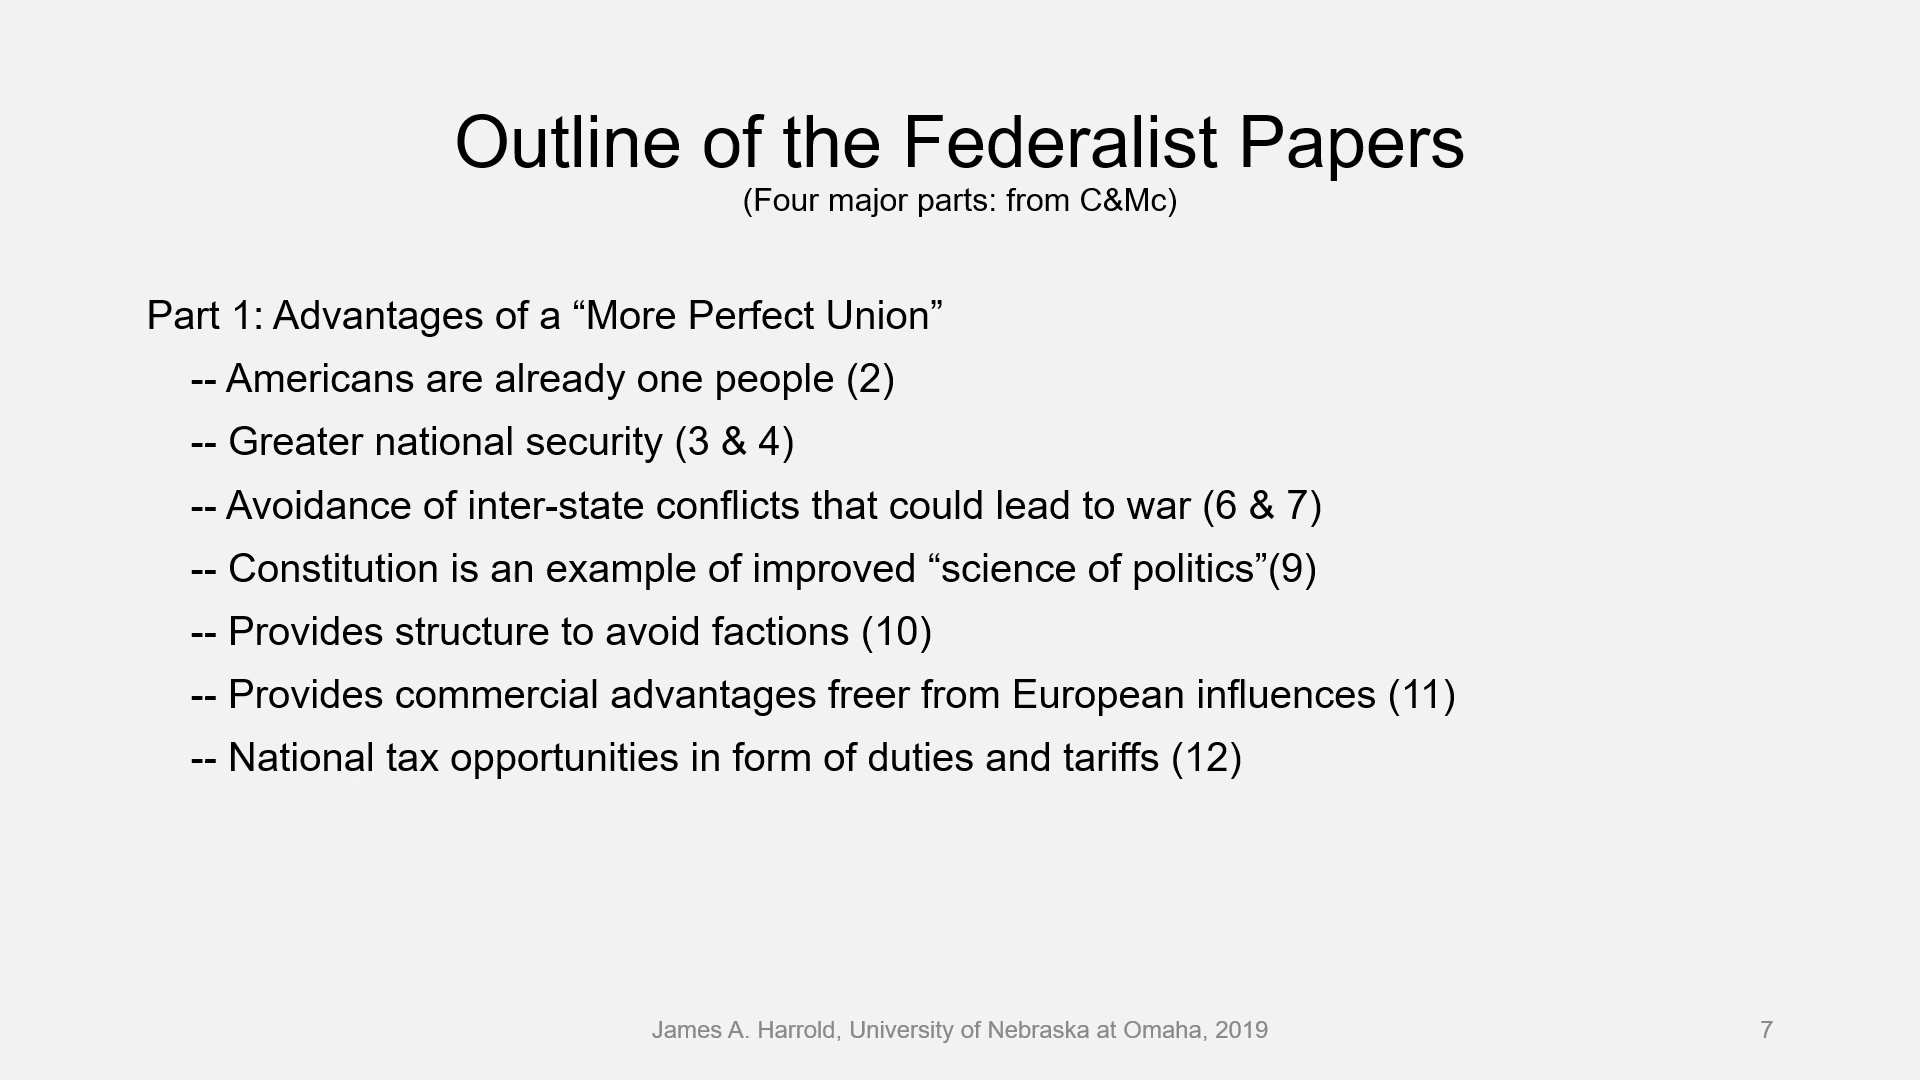 Outline of the Federalist Papers
(Four major parts: from C&Mc)
Part 1: Advantages of a “More Perfect Union”
-- Americans are already one people (2)
-- Greater national security (3 & 4)
-- Avoidance of inter-state conflicts that could lead to war (6 & 7)
-- Constitution is an example of improved “science of politics”(9)
-- Provides structure to avoid factions (10)
-- Provides commercial advantages freer from European influences (11)
-- National tax opportunities in form of duties and tariffs (12)
James A. Harrold, University of Nebraska at Omaha, 2019
7